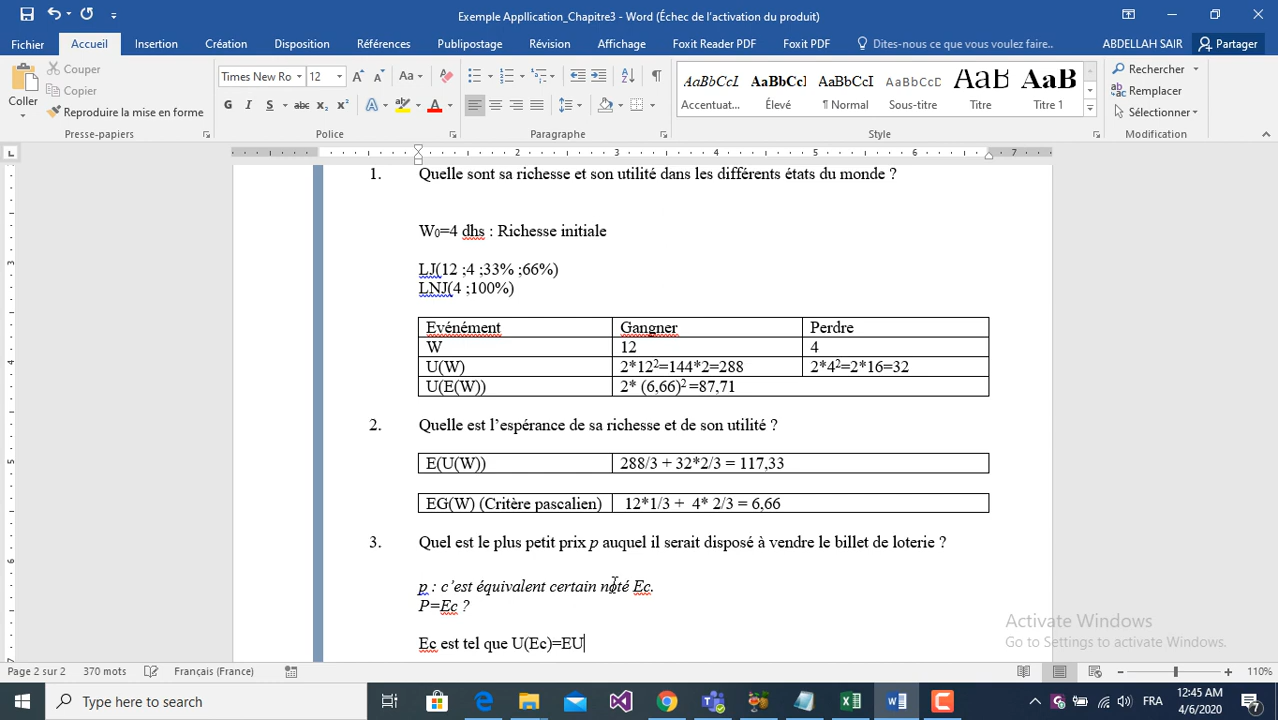 Exemple Appllication_Chapitre3 - Word (Échec de l'activation du produit)
Fichier Accueil Insertion Création Disposition Références Publipostage Révision Affichage Foxit Reader PDF Foxit PDF Dites-nous ce que vous voulez faire. ABDELLAH SAIR Partager
Coller
Couper
Copier
Reproduire la mise en forme
Times New Ro 12
G I S abc x₂ x²
AaBbCcL AaBbCcI AaBbCcI AaBbCcD AaB AaB
Accentuat... Élevé ¶ Normal Sous-titre Titre Titre 1
Rechercher
Remplacer
Sélectionner
Presse-papiers Police Paragraphe Style Modification
1. Quelle sont sa richesse et son utilité dans les différents états du monde ?
W₀=4 dhs : Richesse initiale
LJ(12 ;4 ;33% ;66%)
LNJ(4 ;100%)
Evénément Gangner Perdre
W 12 4
U(W) 2*12²=144*2=288 2*4²=2*16=32
U(E(W)) 2* (6,66)² =87,71
2. Quelle est l'espérance de sa richesse et de son utilité ?
E(U(W)) 288/3 + 32*2/3 = 117,33
EG(W) (Critère pascalien) 12*1/3 + 4* 2/3 = 6,66
3. Quel est le plus petit prix p auquel il serait disposé à vendre le billet de loterie ?
p : c'est équivalent certain noté Ec.
P=Ec ?
Ec est tel que U(Ec)=EU
Activate Windows
Go to Settings to activate Windows.
Page 2 sur 2 370 mots Français (France) 110%
Type here to search
FRA
12:45 AM
4/6/2020
7